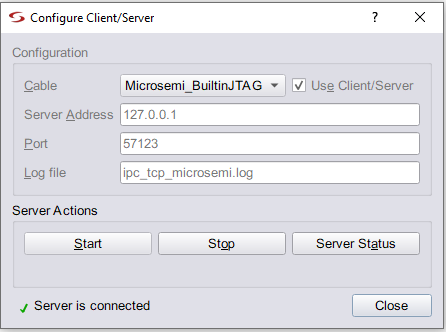 Configure Client/Server
Configuration
Cable Microsemi_BuiltinJTAG Use Client/Server
Server Address 127.0.0.1
Port 57123
Log file ipc_tcp_microsemi.log
Server Actions
Start Stop Server Status
Server is connected Close